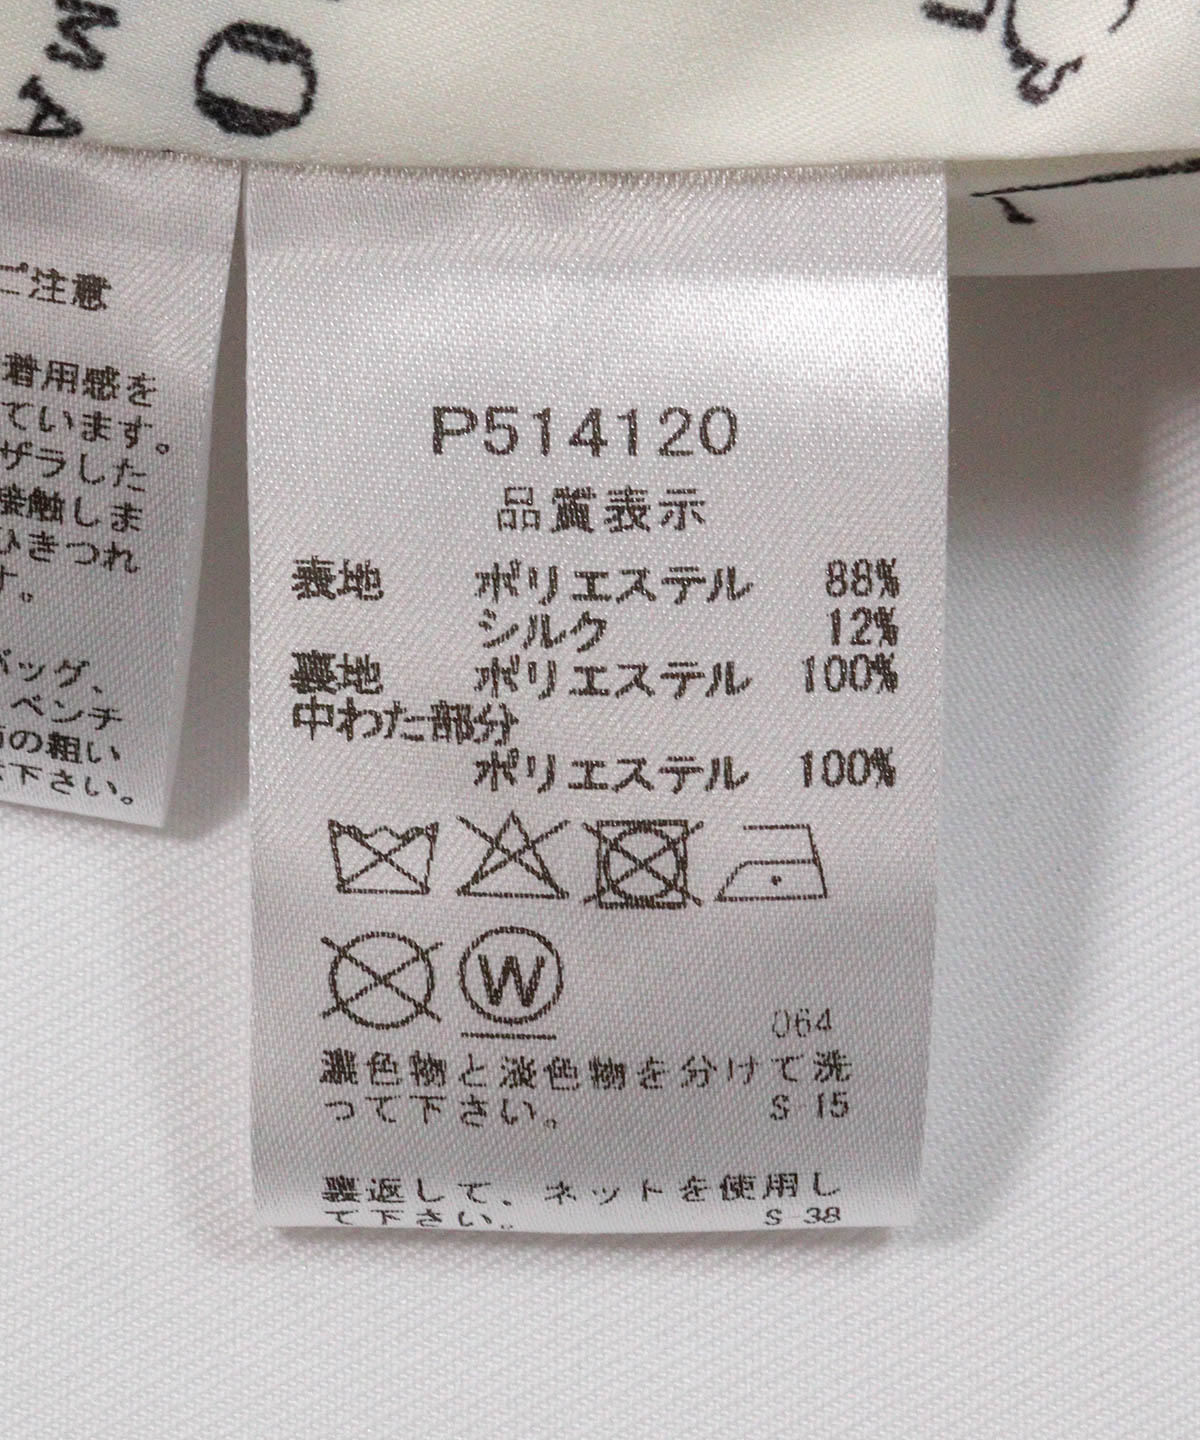 M
A
O
ご注意
着用感を
ています。
ザラした
接触しま
ひきつれ
す。
バッグ、
ベンチ
の粗い
下さい。
P514120
品質表示
表地 ポリエステル 88%
シルク 12%
裏地 ポリエステル 100%
中わた部分
ポリエステル 100%
W
064
濃色物と淡色物を分けて洗
って下さい。 S-15
裏返して、ネットを使用し
て下さい。 S-38